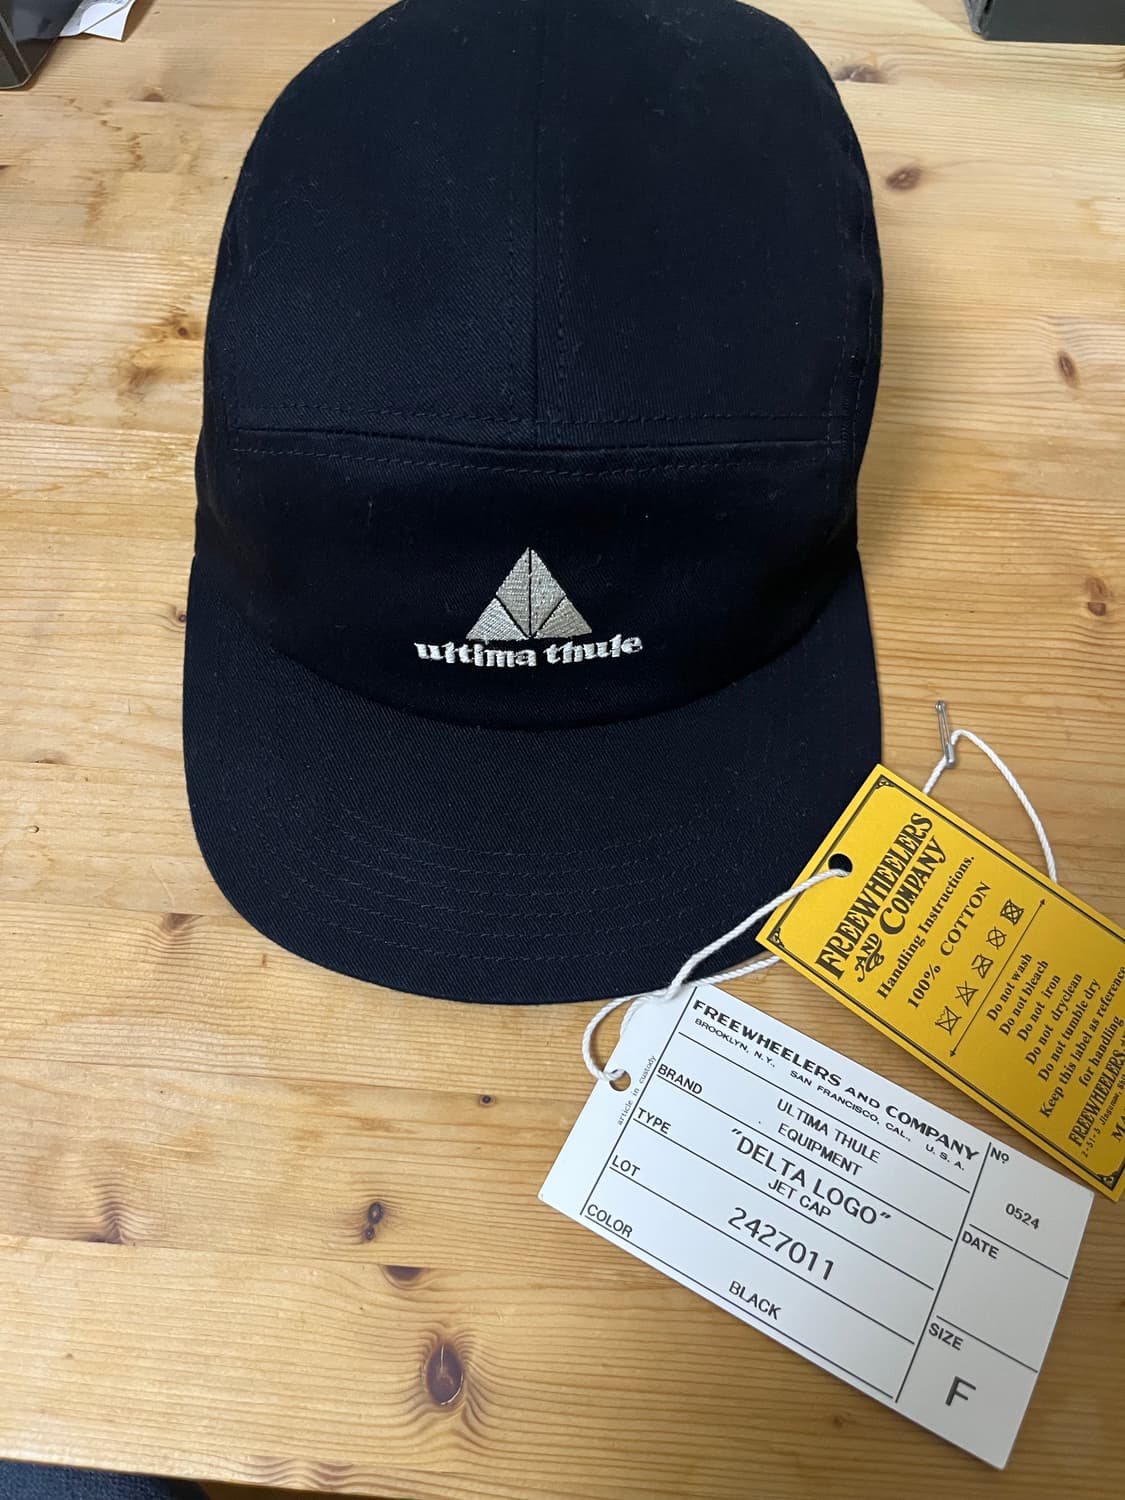 ultima thule
FREEWHEELERS
AND COMPANY
Handling Instructions.
100% COTTON
Do not wash
Do not bleach
Do not iron
Do not dryclean
Do not tumble dry
Keep this label as reference
for handling
FREEWHEELERS
2-51-5
article in custody
FREEWHEELERS AND COMPANY
BROOKLYN, N.Y., SAN FRANCISCO, CAL., U. S. A.
BRAND
ULTIMA THULE
EQUIPMENT
TYPE
"DELTA LOGO"
JET CAP
LOT
2427011
COLOR
BLACK
No
0524
DATE
SIZE
F